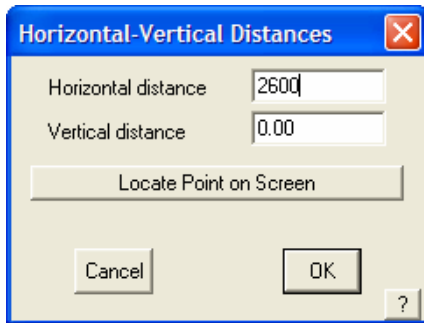 Horizontal-Vertical Distances
Horizontal distance 2600
Vertical distance 0.00
Locate Point on Screen
Cancel OK
?